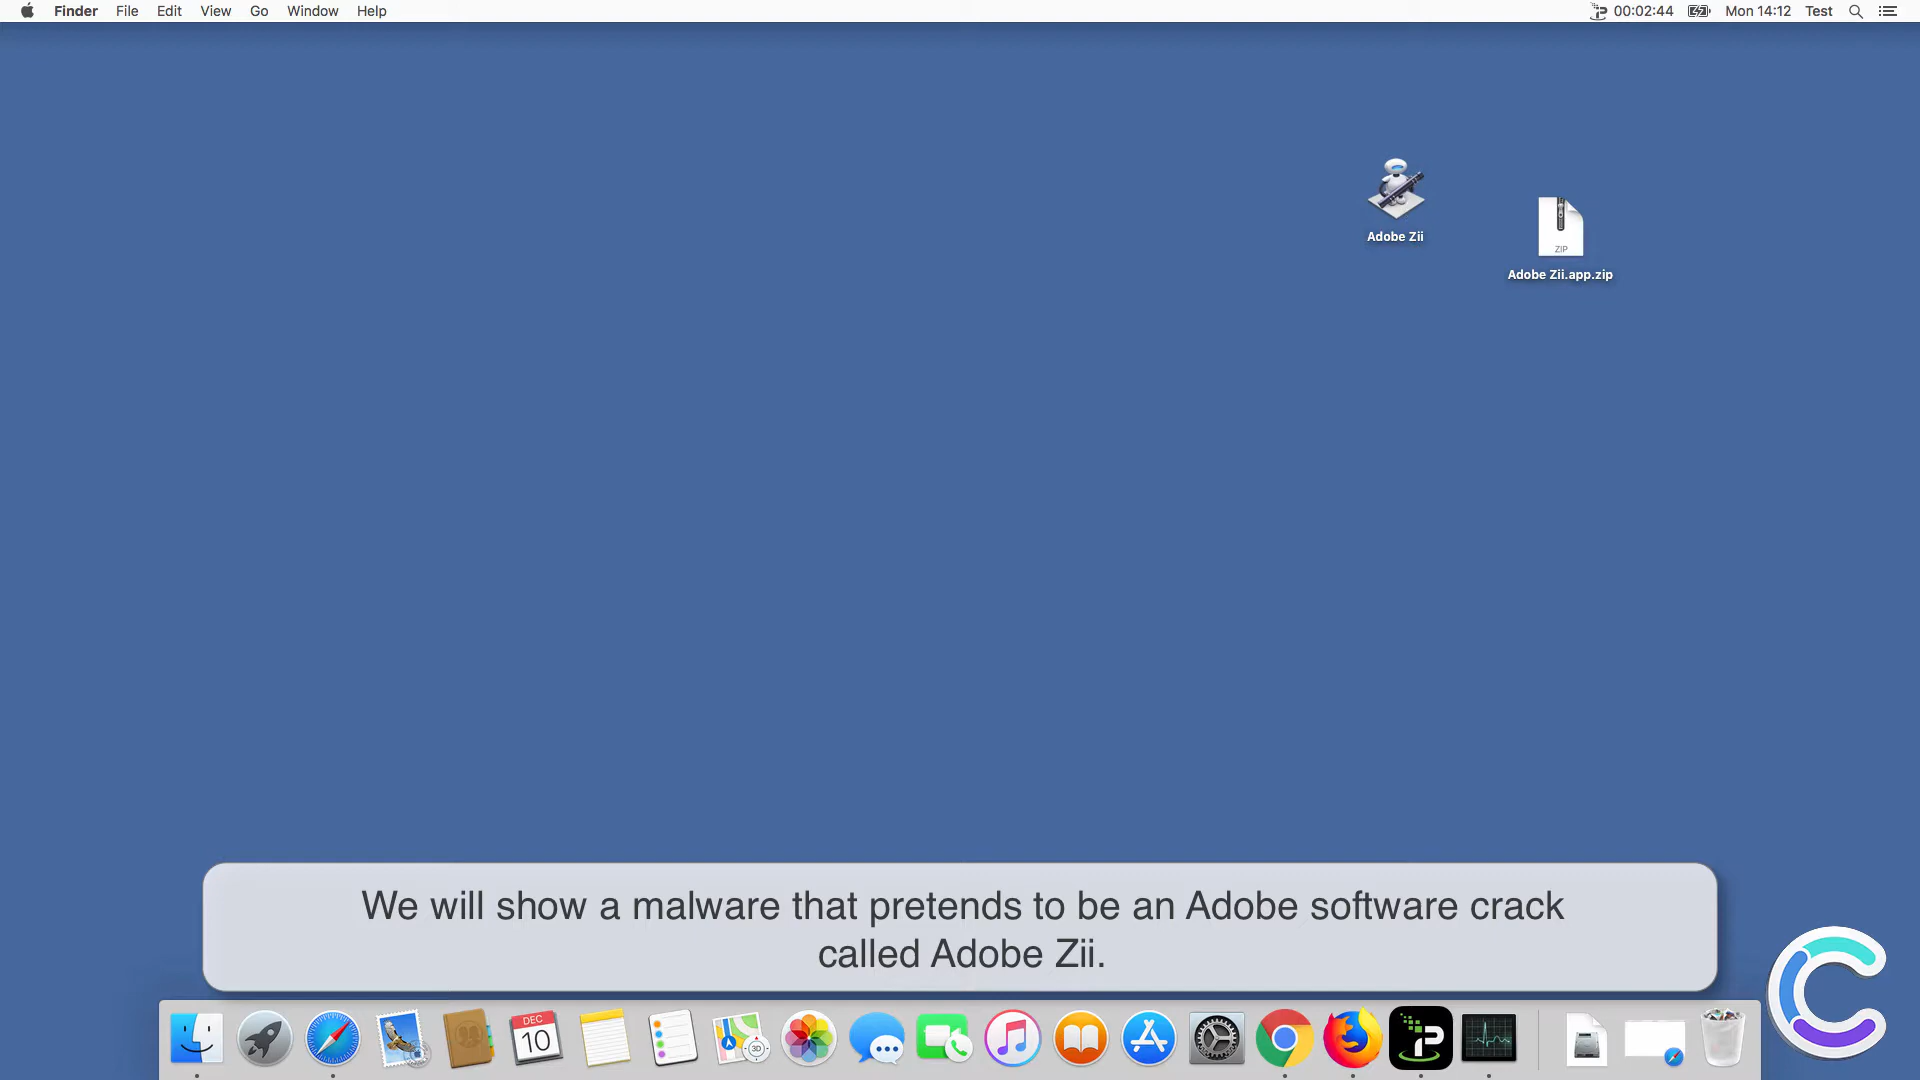 Finder File Edit View Go Window Help 00:02:44 Mon 14:12 Test
Adobe Zii
ZIP
Adobe Zii.app.zip
We will show a malware that pretends to be an Adobe software crack
called Adobe Zii.
DEC
10
3D